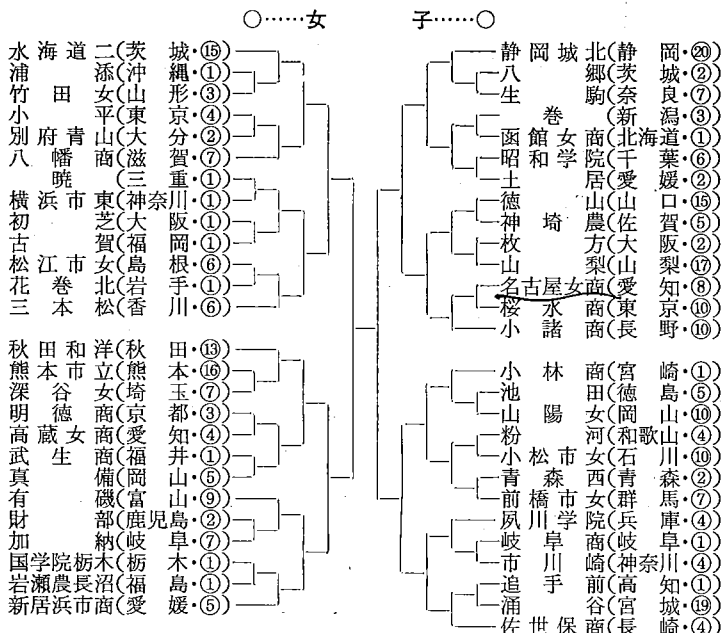 ○……女　子……○
水海道二(茨城・⑮)
浦添(沖縄・①)
竹田女(山形・③)
小平(東京・④)
別府青山(大分・②)
八幡商(滋賀・⑦)
暁(三重・①)
横浜市東(神奈川・①)
初芝(大阪・①)
古賀(福岡・①)
松江市女(島根・⑥)
花巻北(岩手・①)
三本松(香川・⑥)
秋田和洋(秋田・⑬)
熊本市立(熊本・⑯)
深谷女(埼玉・⑦)
明徳商(京都・③)
高蔵女商(愛知・④)
武生商(福井・①)
真備(岡山・⑤)
有磯(富山・⑨)
財部(鹿児島・②)
加納(岐阜・⑦)
国学院栃木(栃木・①)
岩瀬農長沼(福島・①)
新居浜市商(愛媛・⑤)
静岡城北(静岡・⑳)
八郷(茨城・②)
生駒(奈良・⑦)
巻(新潟・③)
函館女商(北海道・①)
昭和学院(千葉・⑥)
土居(愛媛・②)
徳山(山口・⑮)
神埼農(佐賀・⑤)
枚方(大阪・②)
山梨(山梨・⑰)
名古屋女商(愛知・⑧)
桜水商(東京・⑩)
小諸商(長野・⑩)
小林商(宮崎・①)
池田(徳島・⑤)
山陽女(岡山・⑩)
粉河(和歌山・④)
小松市女(石川・⑩)
青森西(青森・②)
前橋市女(群馬・⑦)
夙川学院(兵庫・④)
岐阜商(岐阜・①)
市川崎(神奈川・④)
追手前(高知・①)
涌谷(宮城・⑲)
佐世保商(長崎・④)